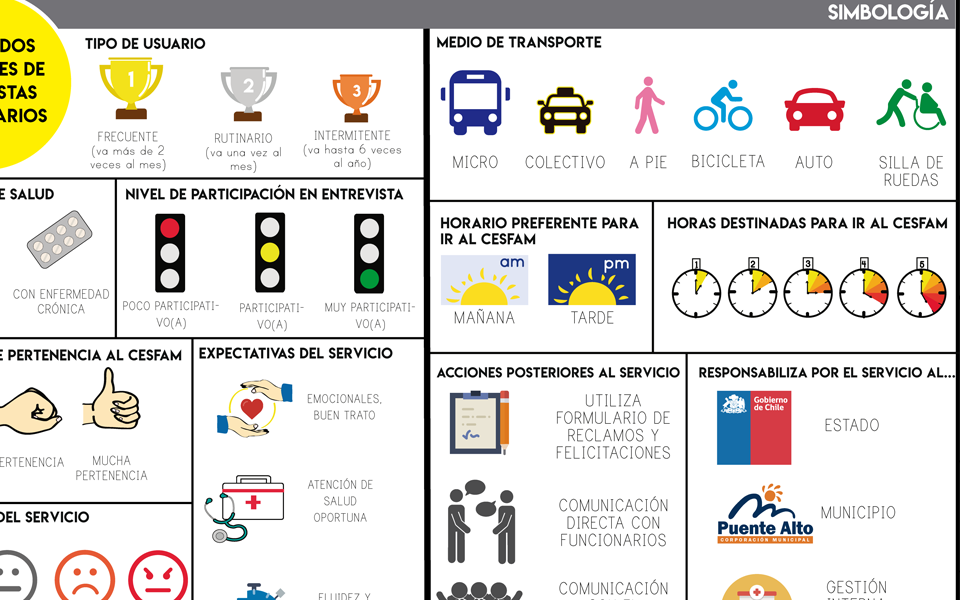 SIMBOLOGÍA
DOS
ES DE
STAS
ARIOS
TIPO DE USUARIO
1
2
3
FRECUENTE
(va más de 2
veces al mes)
RUTINARIO
(va una vez al
mes)
INTERMITENTE
(va hasta 6 veces
al año)
MEDIO DE TRANSPORTE
MICRO
COLECTIVO
A PIE
BICICLETA
AUTO
SILLA DE
RUEDAS
E SALUD
CON ENFERMEDAD
CRÓNICA
NIVEL DE PARTICIPACIÓN EN ENTREVISTA
POCO PARTICIPATI-
VO(A)
PARTICIPATI-
VO(A)
MUY PARTICIPATI-
VO(A)
HORARIO PREFERENTE PARA
IR AL CESFAM
am
pm
MAÑANA
TARDE
HORAS DESTINADAS PARA IR AL CESFAM
1
2
3
4
5
E PERTENENCIA AL CESFAM
ERTENENCIA
MUCHA
PERTENENCIA
EXPECTATIVAS DEL SERVICIO
EMOCIONALES,
BUEN TRATO
ATENCIÓN DE
SALUD
OPORTUNA
FLUIDEZ Y
DEL SERVICIO
ACCIONES POSTERIORES AL SERVICIO
UTILIZA
FORMULARIO DE
RECLAMOS Y
FELICITACIONES
COMUNICACIÓN
DIRECTA CON
FUNCIONARIOS
COMUNICACIÓN
RESPONSABILIZA POR EL SERVICIO AL...
Gobierno
de Chile
ESTADO
Puente Alto
CORPORACIÓN MUNICIPAL
MUNICIPIO
GESTIÓN
INTERNA